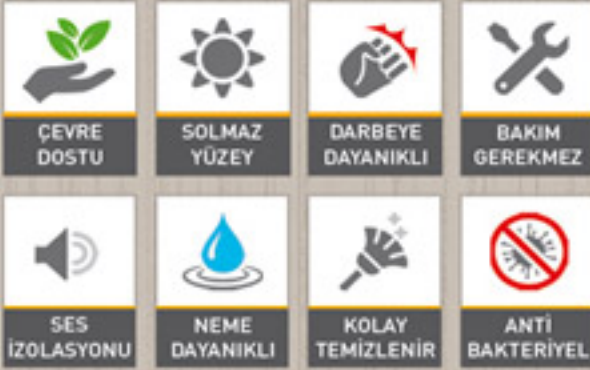 ÇEVRE
DOSTU
SOLMAZ
YÜZEY
DARBEYE
DAYANIKLI
BAKIM
GEREKMEZ
SES
İZOLASYONU
NEME
DAYANIKLI
KOLAY
TEMİZLENİR
ANTİ
BAKTERİYEL